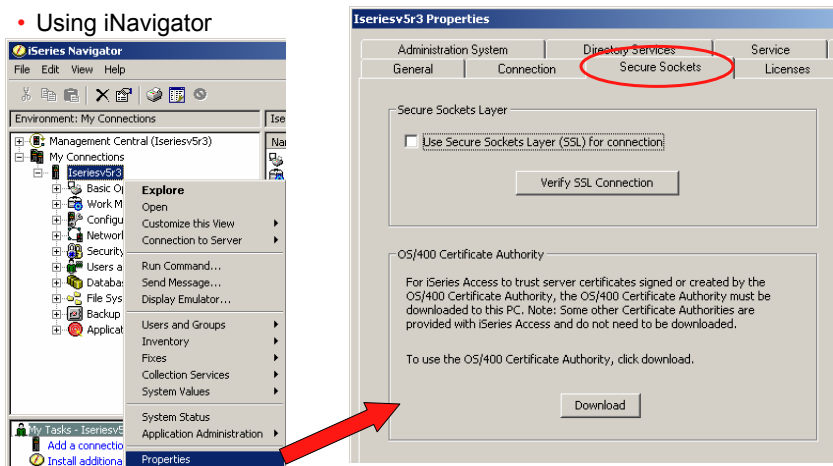 • Using iNavigator
iSeries Navigator
File Edit View Help
Environment: My Connections
Ise
Management Central (Iseriesv5r3)
My Connections
Iseriesv5r3
Basic Op
Work M
Configu
Networl
Security
Users a
Databa
File Sys
Backup
Applicat
Explore
Open
Customize this View
Connection to Server
Run Command...
Send Message...
Display Emulator...
Users and Groups
Inventory
Fixes
Collection Services
System Values
System Status
Application Administration
Properties
My Tasks - Iseriesv5
Add a connectio
Install additiona
Iseriesv5r3 Properties
Administration System
Directory Services
Service
General
Connection
Secure Sockets
Licenses
Secure Sockets Layer
Use Secure Sockets Layer (SSL) for connection
Verify SSL Connection
OS/400 Certificate Authority
For iSeries Access to trust server certificates signed or created by the
OS/400 Certificate Authority, the OS/400 Certificate Authority must be
downloaded to this PC. Note: Some other Certificate Authorities are
provided with iSeries Access and do not need to be downloaded.
To use the OS/400 Certificate Authority, click download.
Download